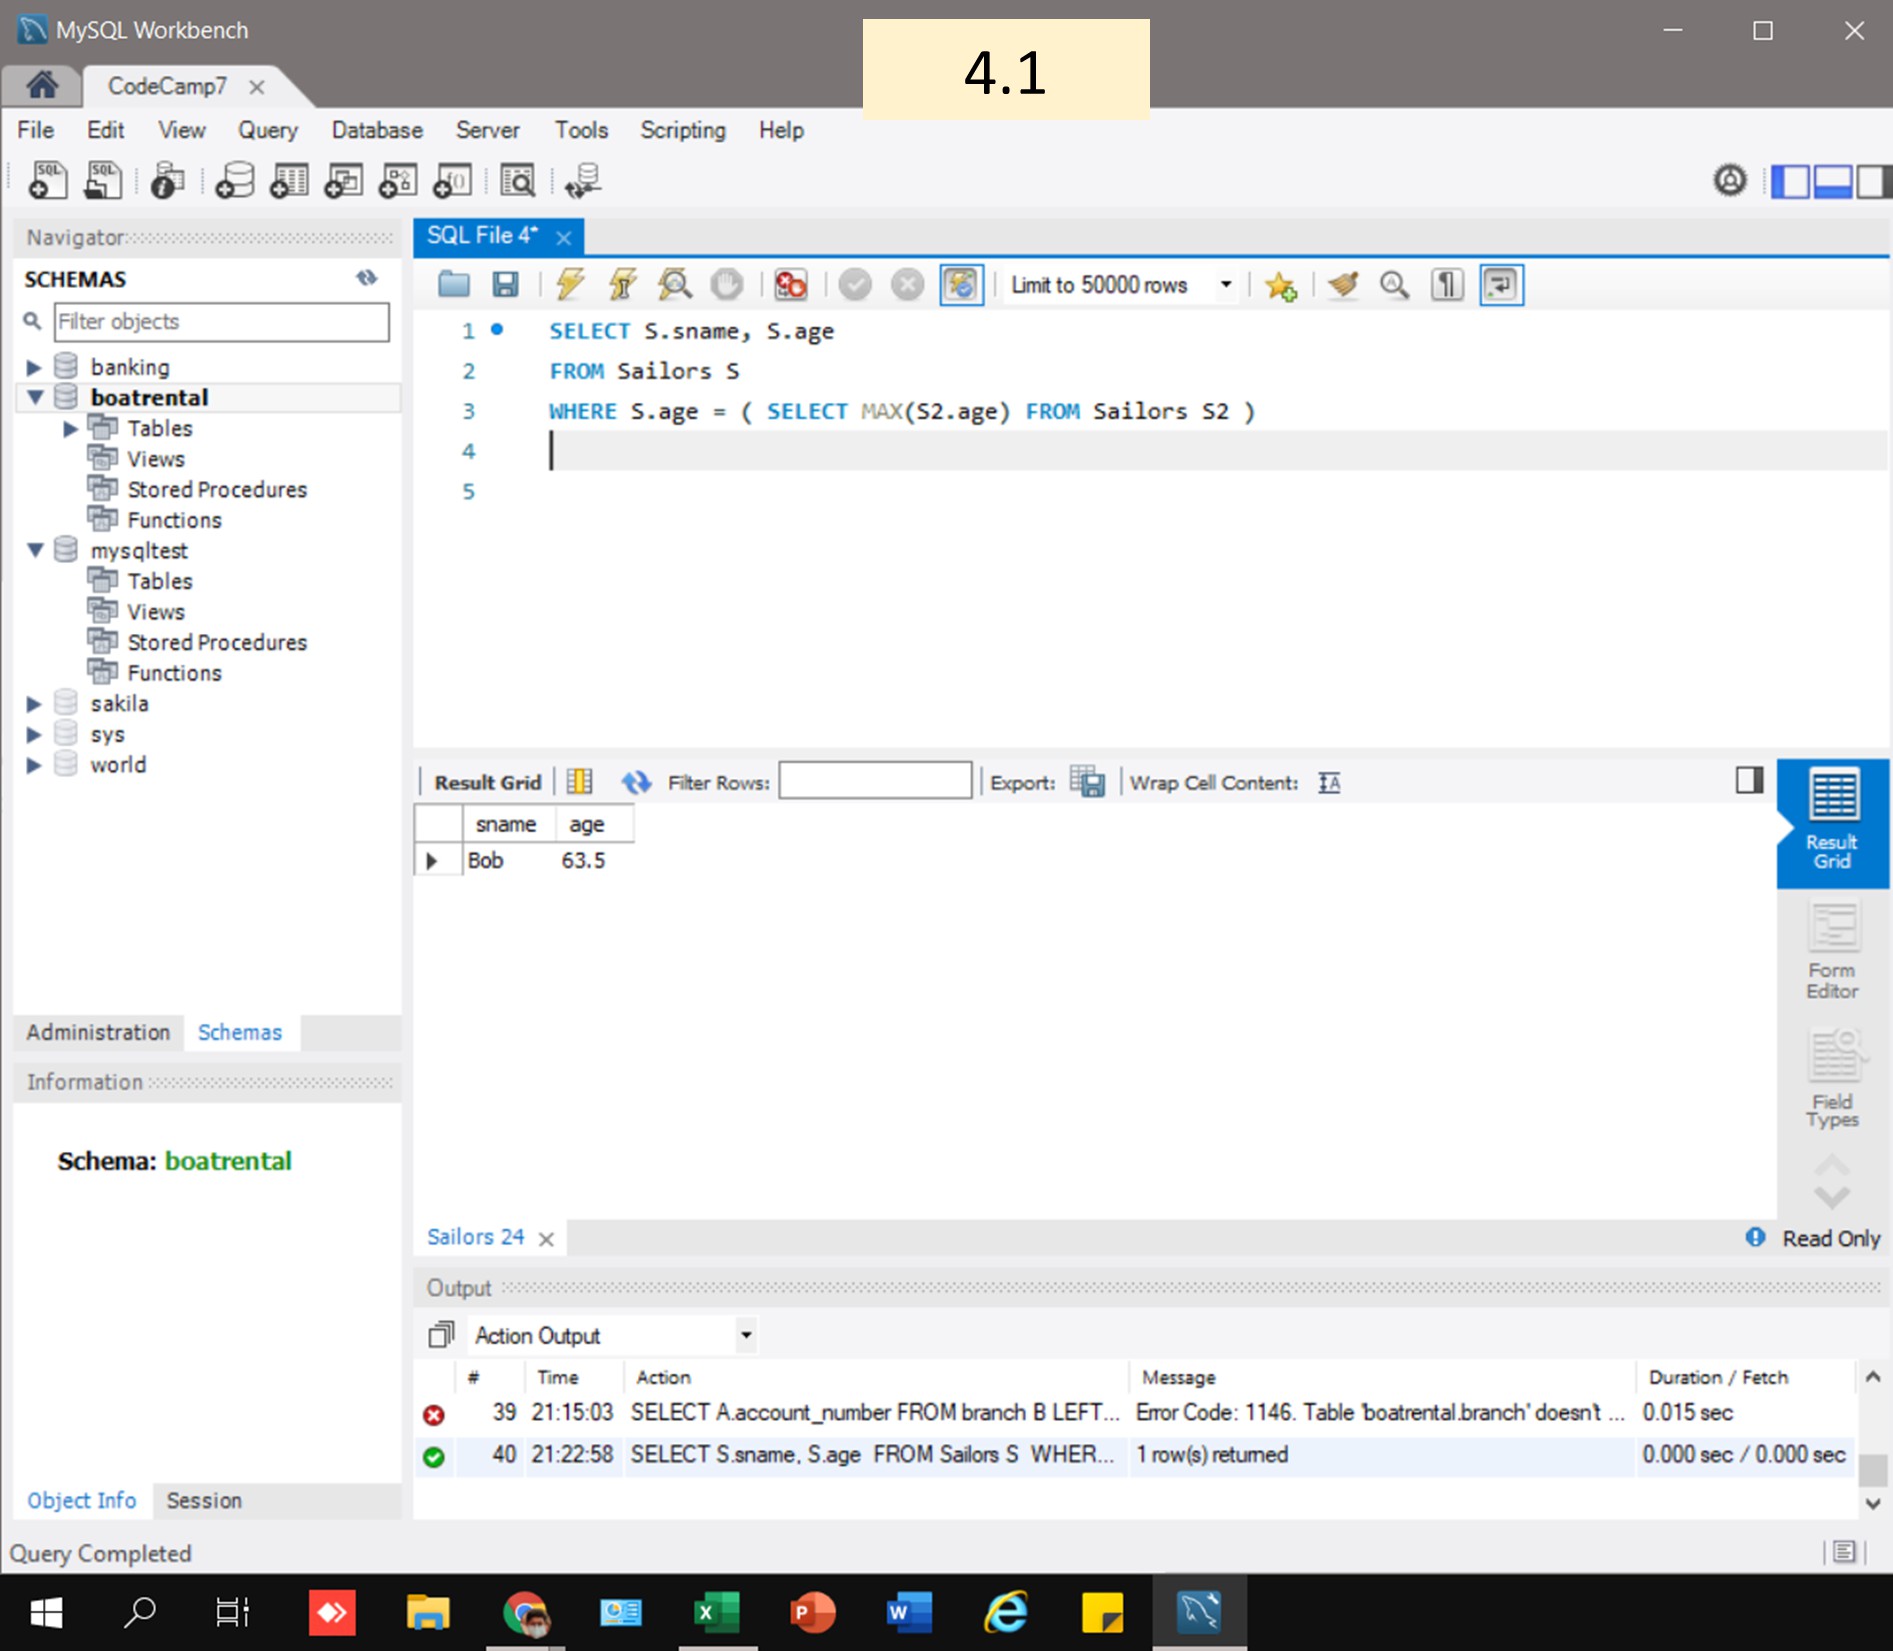 MySQL Workbench
4.1
CodeCamp7
File Edit View Query Database Server Tools Scripting Help
Navigator
SCHEMAS
Filter objects
banking
boatrental
Tables
Views
Stored Procedures
Functions
mysqltest
Tables
Views
Stored Procedures
Functions
sakila
sys
world
Administration Schemas
Information
Schema: boatrental
Object Info Session
SQL File 4*
Limit to 50000 rows
1 SELECT S.sname, S.age
2 FROM Sailors S
3 WHERE S.age = ( SELECT MAX(S2.age) FROM Sailors S2 )
4
5
Result Grid Filter Rows: Export: Wrap Cell Content:
sname age
Bob 63.5
Result
Grid
Form
Editor
Field
Types
Sailors 24 Read Only
Output
Action Output
# Time Action Message Duration / Fetch
39 21:15:03 SELECT A.account_number FROM branch B LEFT... Error Code: 1146. Table 'boatrental.branch' doesn't ... 0.015 sec
40 21:22:58 SELECT S.sname, S.age FROM Sailors S WHER... 1 row(s) returned 0.000 sec / 0.000 sec
Query Completed